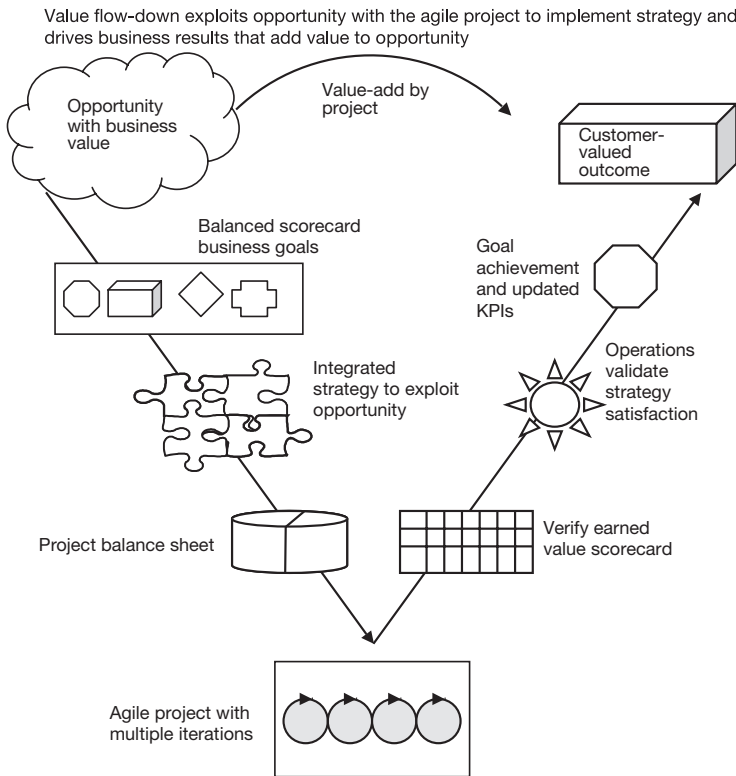 Value flow-down exploits opportunity with the agile project to implement strategy and
drives business results that add value to opportunity
Opportunity
with business
value
Value-add by
project
Customer-
valued
outcome
Balanced scorecard
business goals
Goal
achievement
and updated
KPIs
Integrated
strategy to exploit
opportunity
Operations
validate
strategy
satisfaction
Project balance sheet
Verify earned
value scorecard
Agile project with
multiple iterations